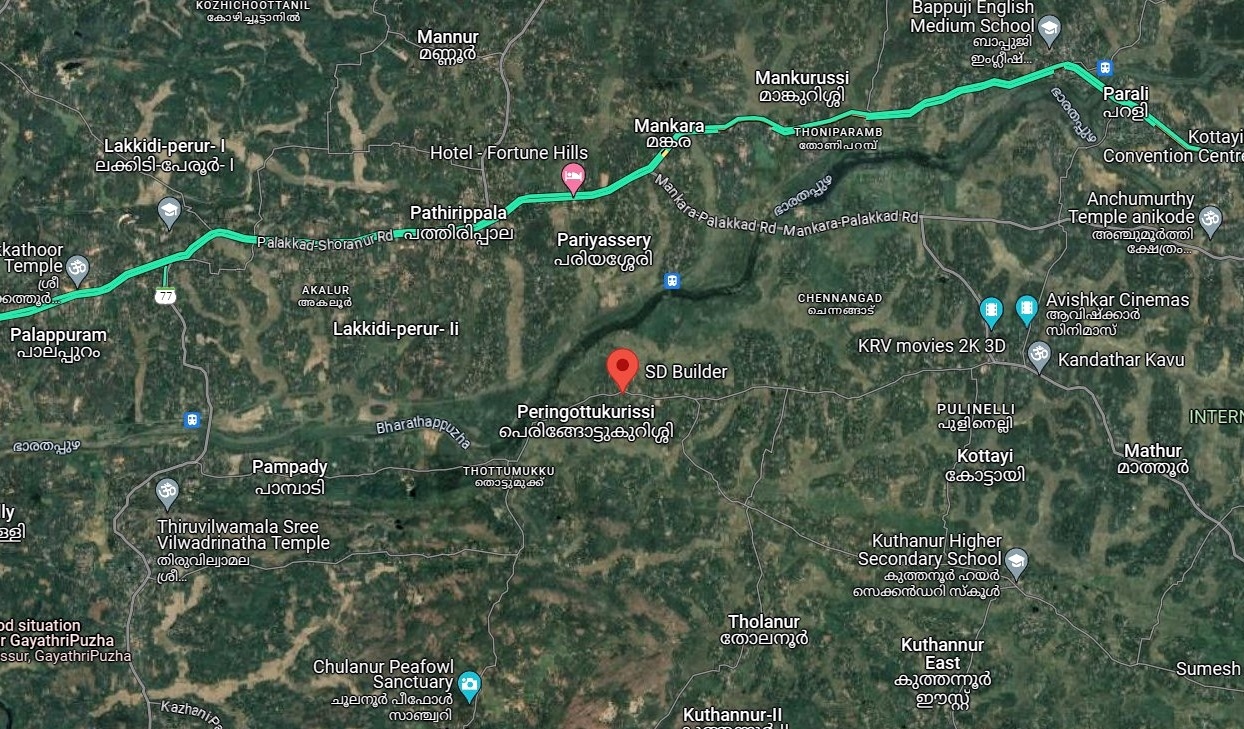 KOZHICHOOTTANIL
കോഴിച്ചൂട്ടാനിൽ
Mannur
മണ്ണൂർ
Bappuji English
Medium School
ബാപ്പുജി
ഇംഗ്ലീഷ്...
Mankurussi
മാങ്കുറിശ്ശി
Parali
പറളി
ഭാരതപ്പുഴ
Mankara
മങ്കര
THONIPARAMB
തോണിപറമ്പ്
Kottayi
Convention Centre
Lakkidi-perur- I
ലക്കിടി-പേരൂർ- I
Hotel - Fortune Hills
Mankara-Palakkad Rd
ഭാരതപ്പുഴ
Mankara-Palakkad Rd
Anchumurthy
Temple anikode
അഞ്ചുമൂർത്തി
ക്ഷേത്രം...
Pathirippala
പത്തിരിപ്പാല
Palakkad-Shoranur Rd
Pariyassery
പരിയശ്ശേരി
kkathoor
Temple
ശ്രീ
ക്കത്തൂർ...
77
AKALUR
അകലൂർ
CHENNANGAD
ചെന്നങ്ങാട്
Avishkar Cinemas
ആവിഷ്ക്കാർ
സിനിമാസ്
Palappuram
പാലപ്പുറം
Lakkidi-perur- Ii
KRV movies 2K 3D
Kandathar Kavu
SD Builder
Peringottukurissi
പെരിങ്ങോട്ടുകുറിശ്ശി
PULINELLI
പുളിനെല്ലി
INTERN
ഭാരതപ്പുഴ
Bharathappuzha
Pampady
പാമ്പാടി
THOTTUMUKKU
തൊട്ടുമുക്ക്
Kottayi
കോട്ടായി
Mathur
മാത്തൂർ
lly
ള്ളി
Thiruvilwamala Sree
Vilwadrinatha Temple
തിരുവില്വാമല
ശ്രീ...
Kuthanur Higher
Secondary School
കുത്തനൂർ ഹയർ
സെക്കൻഡറി സ്കൂൾ
od situation
r GayathriPuzha
ssur, GayathriPuzha
Tholanur
തോലനൂർ
Kuthannur
East
കുത്തന്നൂർ
ഈസ്റ്റ്
Chulanur Peafowl
Sanctuary
ചൂലനൂർ പീഫോൾ
സാങ്ച്വറി
Sumesh
Kuthannur-II